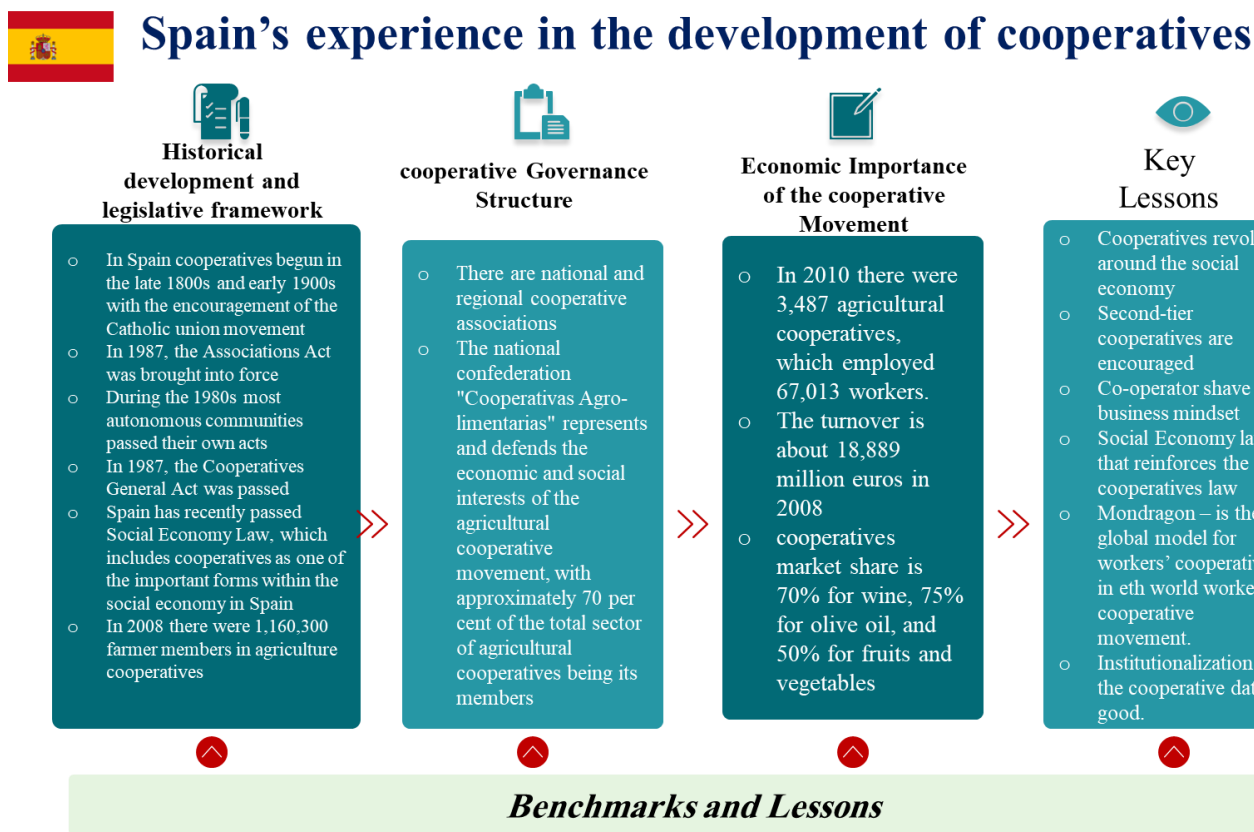 Spain’s experience in the development of cooperatives
Historical
development and
legislative framework
o In Spain cooperatives begun in
the late 1800s and early 1900s
with the encouragement of the
Catholic union movement
o In 1987, the Associations Act
was brought into force
o During the 1980s most
autonomous communities
passed their own acts
o In 1987, the Cooperatives
General Act was passed
o Spain has recently passed
Social Economy Law, which
includes cooperatives as one of
the important forms within the
social economy in Spain
o In 2008 there were 1,160,300
farmer members in agriculture
cooperatives
cooperative Governance
Structure
o There are national and
regional cooperative
associations
o The national
confederation
"Cooperativas Agro-
limentarias" represents
and defends the
economic and social
interests of the
agricultural
cooperative
movement, with
approximately 70 per
cent of the total sector
of agricultural
cooperatives being its
members
Economic Importance
of the cooperative
Movement
o In 2010 there were
3,487 agricultural
cooperatives,
which employed
67,013 workers.
o The turnover is
about 18,889
million euros in
2008
o cooperatives
market share is
70% for wine, 75%
for olive oil, and
50% for fruits and
vegetables
Key
Lessons
o Cooperatives
around the social
economy
o Second-tier
cooperatives are
encouraged
o Co-operator shave
business mindset
o Social Economy
that reinforces the
cooperatives law
o Mondragon – is
global model for
workers’
in eth world
cooperative
movement.
o Institutionalization
the cooperative
good.
Benchmarks and Lessons